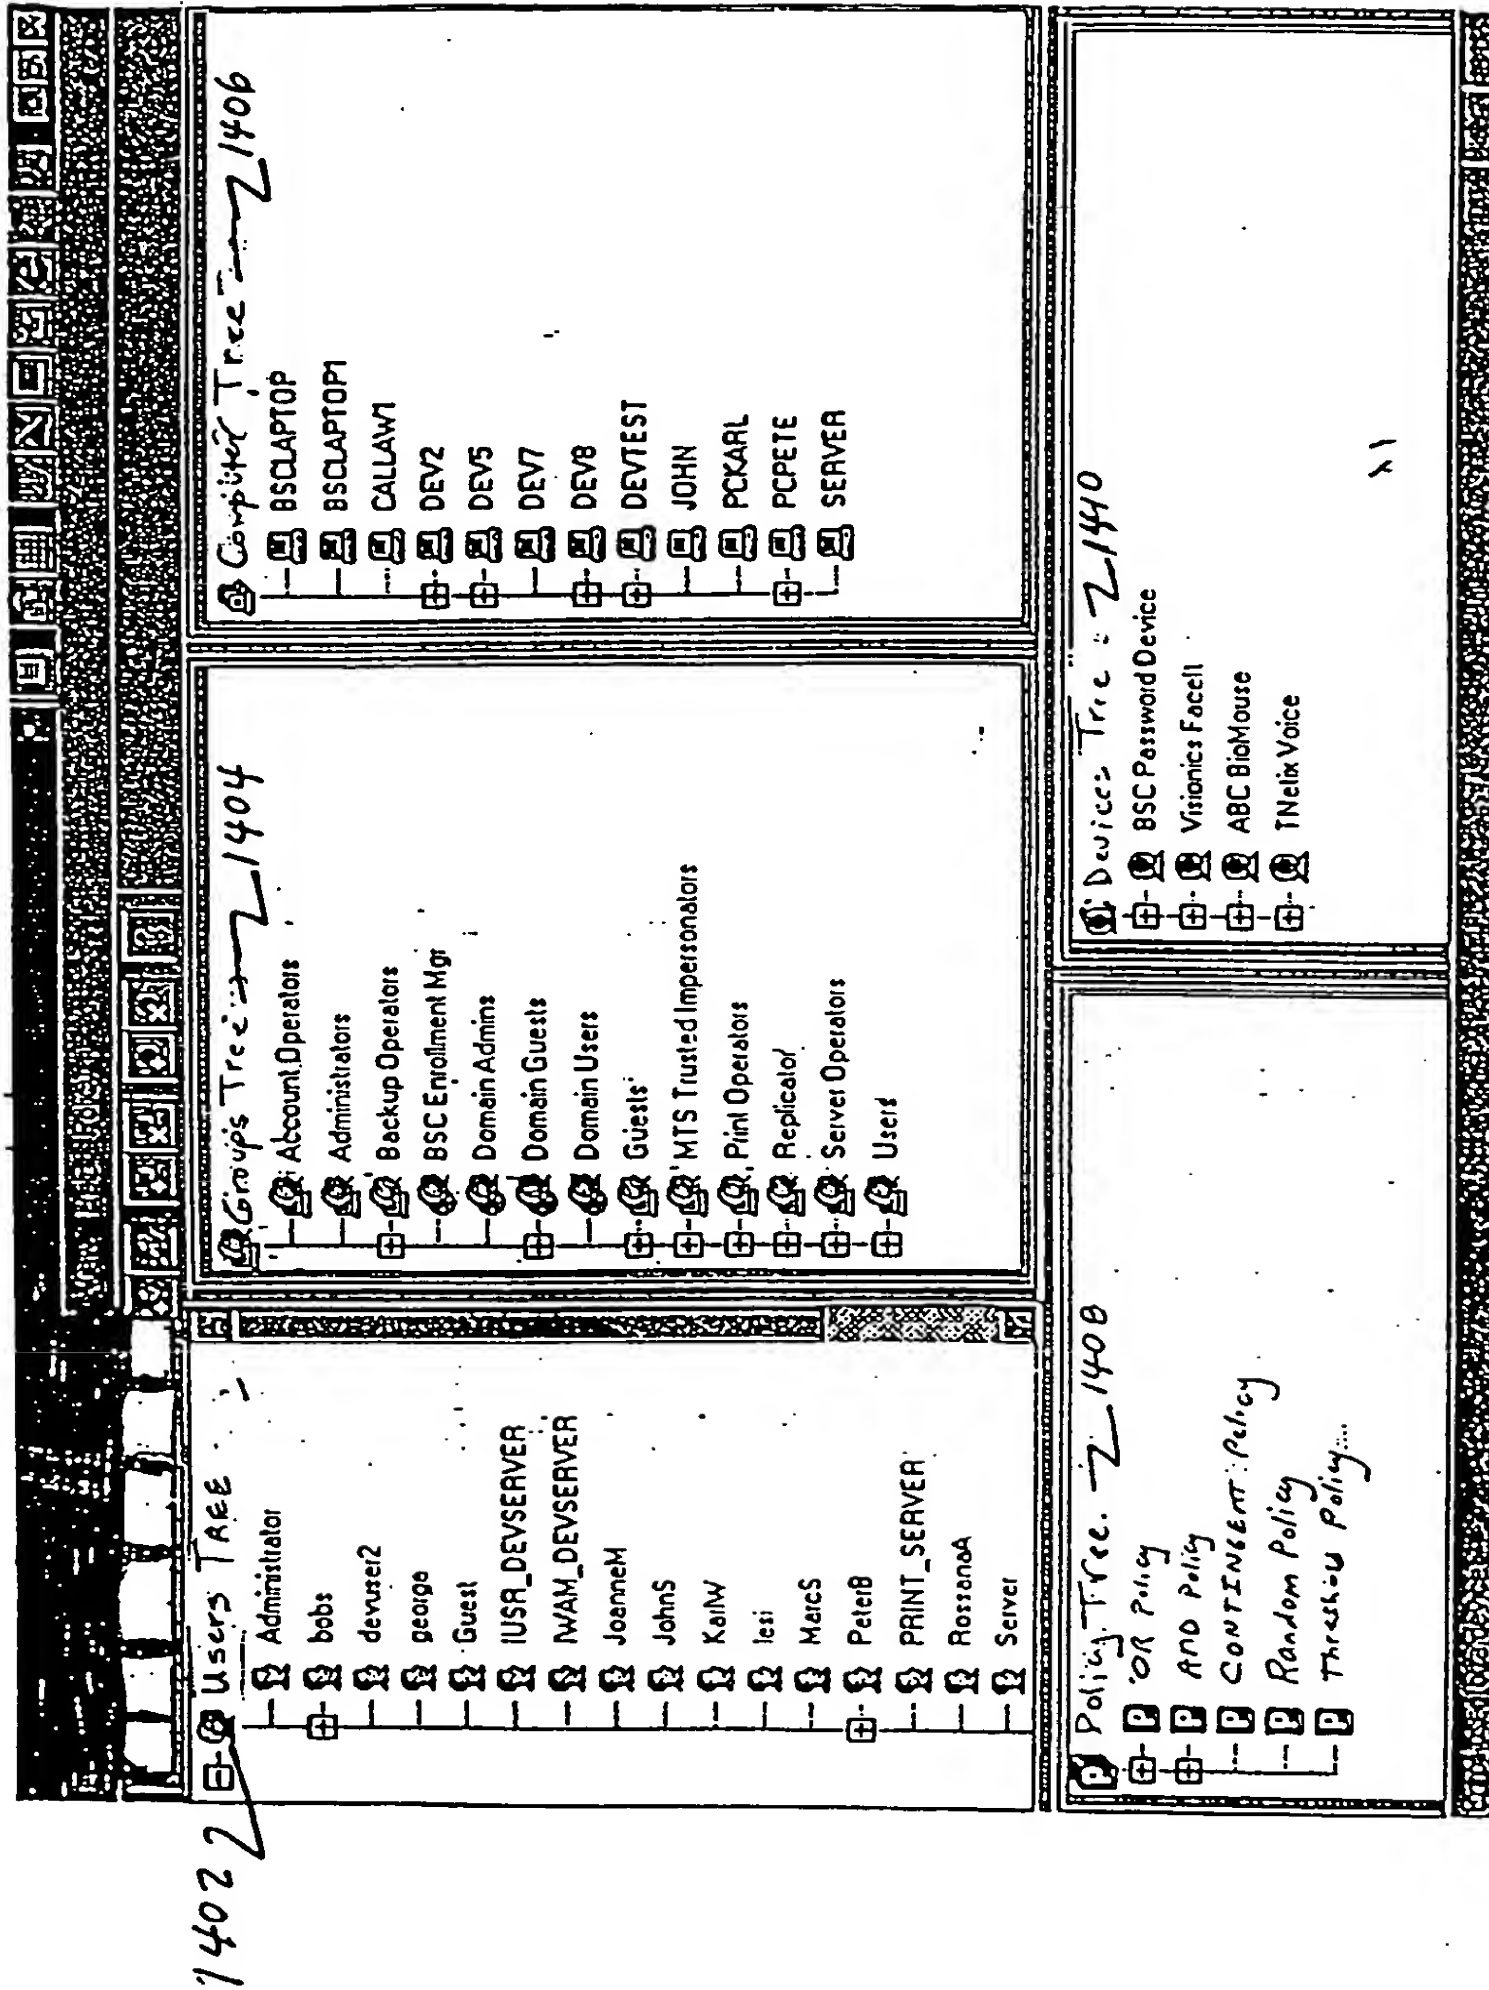 1402
Users TREE
Administrator
bobs
devuser2
george
Guest
IUSR_DEVSERVER
IWAM_DEVSERVER
JoanneM
JohnS
KarlW
lesi
MarcS
PeterB
PRINT_SERVER
RossanaA
Server
Groups Tree 1404
Account Operators
Administrators
Backup Operators
BSC Enrollment Mgr
Domain Admins
Domain Guests
Domain Users
Guests
MTS Trusted Impersonators
Print Operators
Replicator
Server Operators
Users
Computer Tree 1406
BSCLAPTOP
BSCLAPTOP1
CALLAW1
DEV2
DEV5
DEV7
DEV8
DEVTEST
JOHN
PCKARL
PCPETE
SERVER
Policy Tree. 1408
OR Policy
AND Policy
CONTINGENT Policy
Random Policy
Threshold Policy
Devices Tree 1410
BSC Password Device
Visionics FaceIt
ABC BioMouse
TNetix Voice